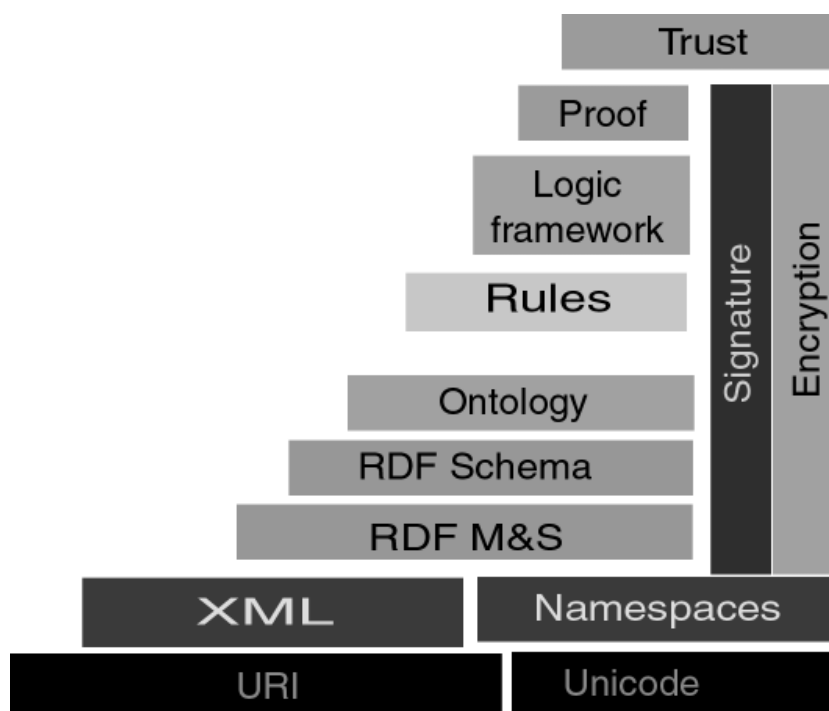 Trust
Proof
Logic
framework
Rules
Ontology
RDF Schema
RDF M&S
Signature
Encryption
XML
Namespaces
URI
Unicode